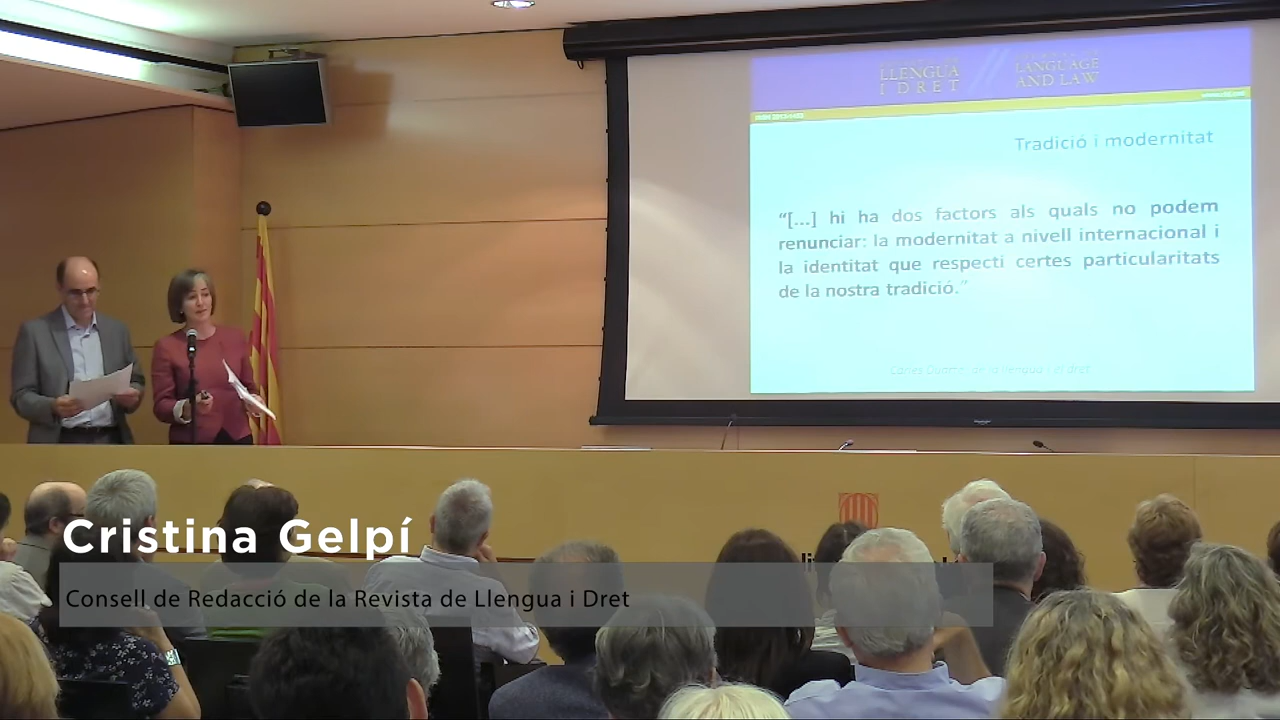 LLENGUA
I DRET
LANGUAGE
AND LAW
Tradició i modernitat
“[...] hi ha dos factors als quals no podem
renunciar: la modernitat a nivell internacional i
la identitat que respecti certes particularitats
de la nostra tradició.”
Cristina Gelpí
Consell de Redacció de la Revista de Llengua i Dret